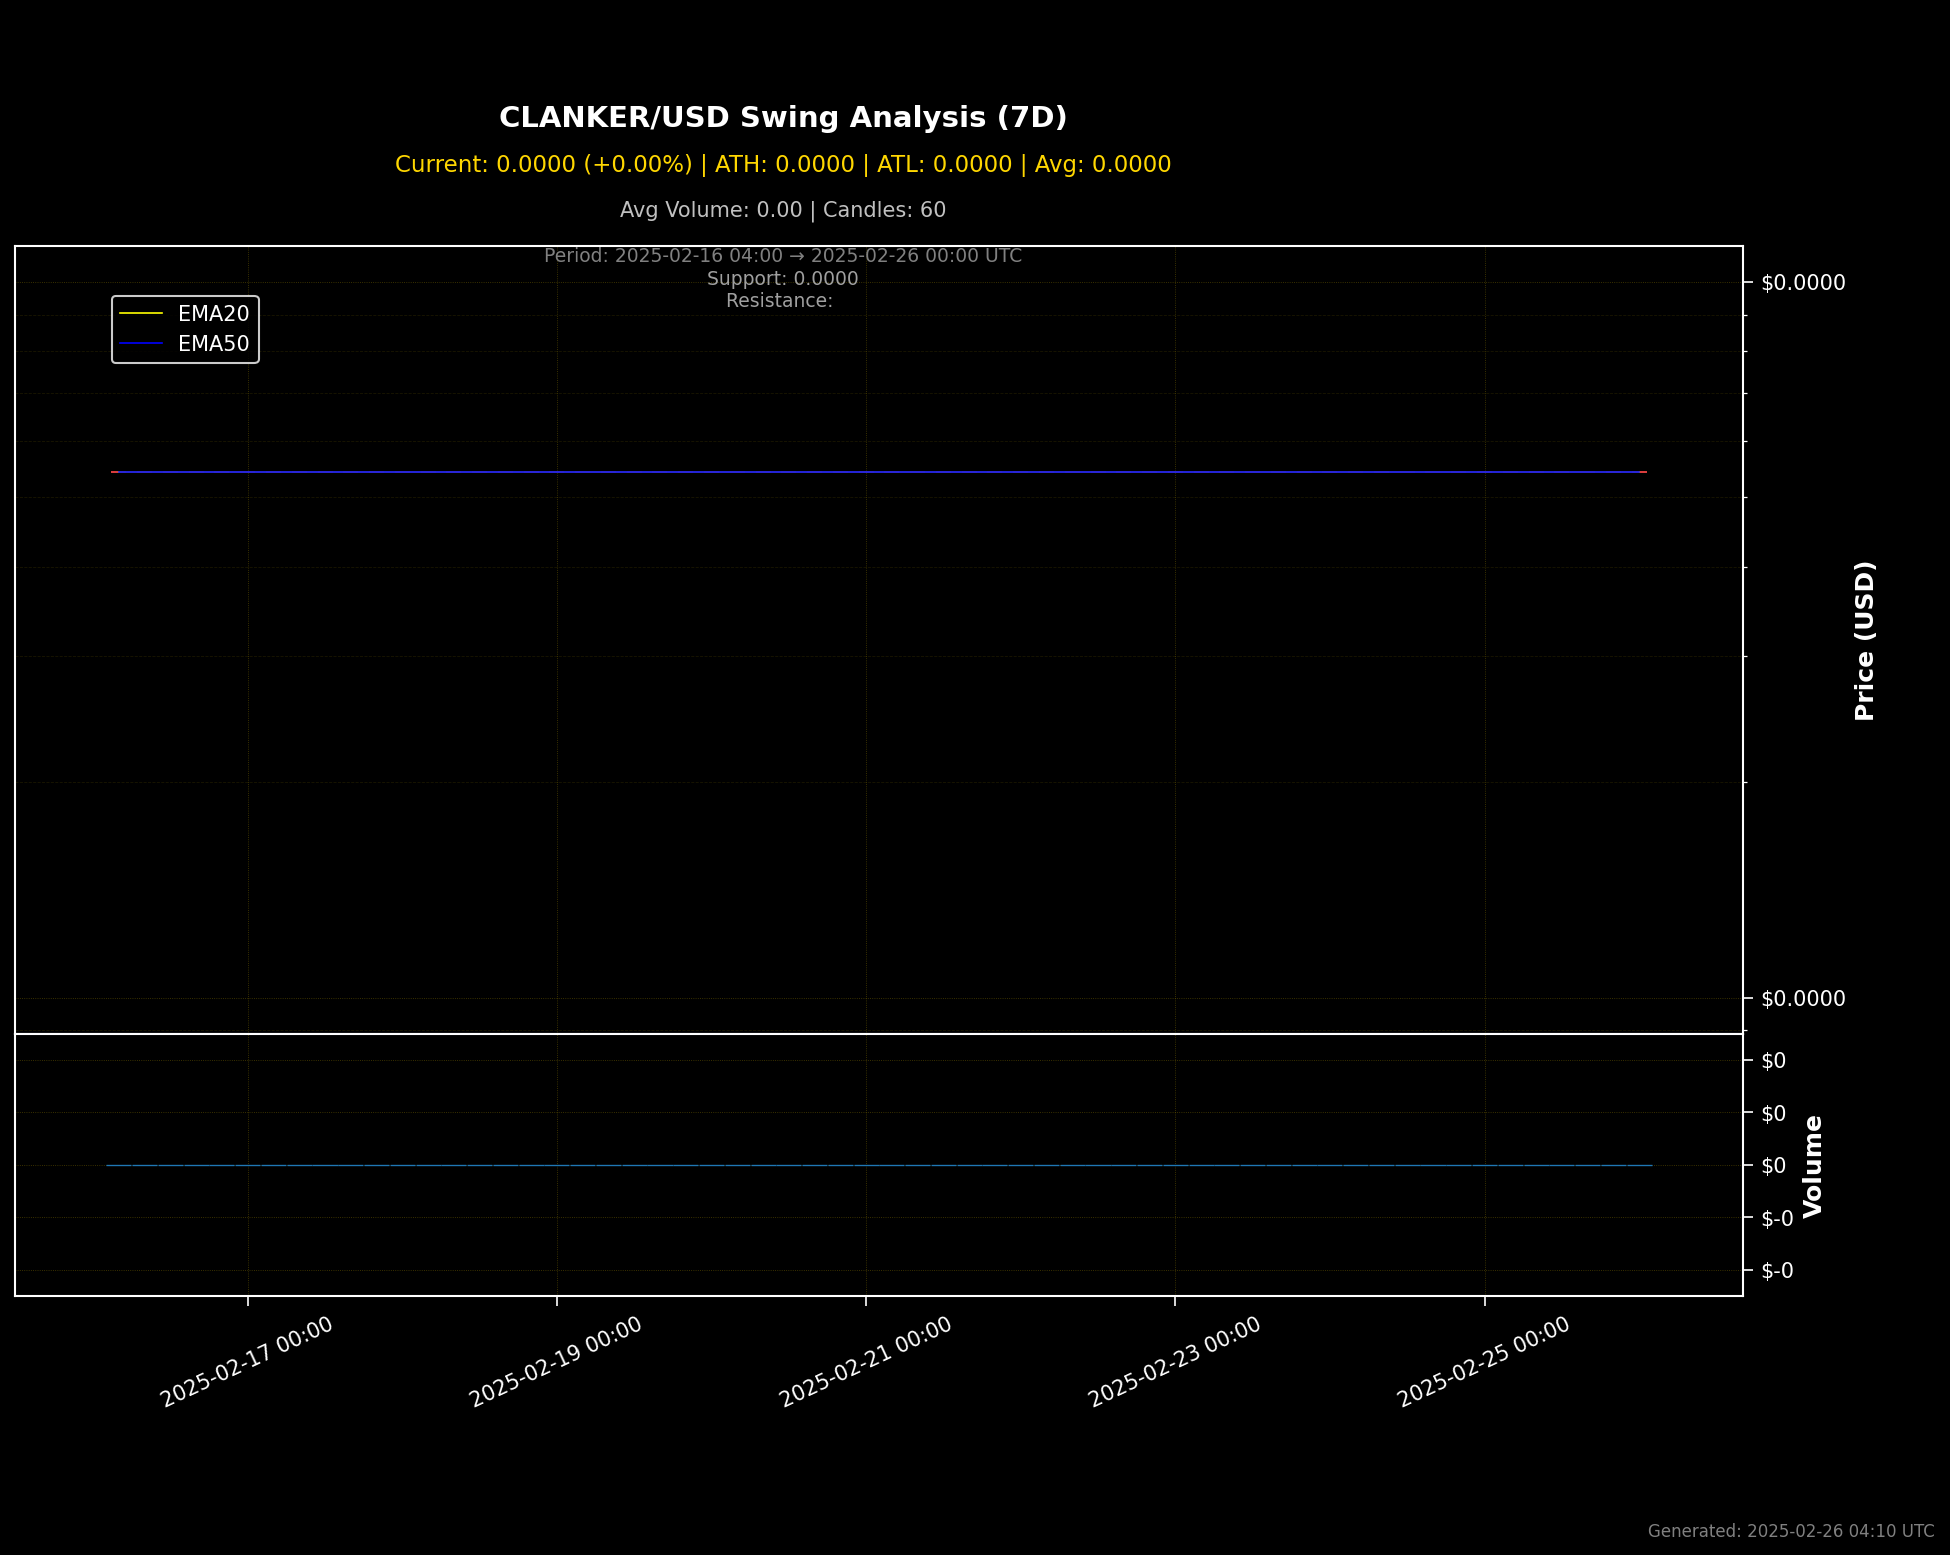 CLANKER/USD Swing Analysis (7D)
Current: 0.0000 (+0.00%) | ATH: 0.0000 | ATL: 0.0000 | Avg: 0.0000
Avg Volume: 0.00 | Candles: 60
Period: 2025-02-16 04:00 → 2025-02-26 00:00 UTC
Support: 0.0000
Resistance:
EMA20
EMA50
$0.0000
$0.0000
Price (USD)
$0
$0
$0
$-0
$-0
Volume
2025-02-17 00:00
2025-02-19 00:00
2025-02-21 00:00
2025-02-23 00:00
2025-02-25 00:00
Generated: 2025-02-26 04:10 UTC